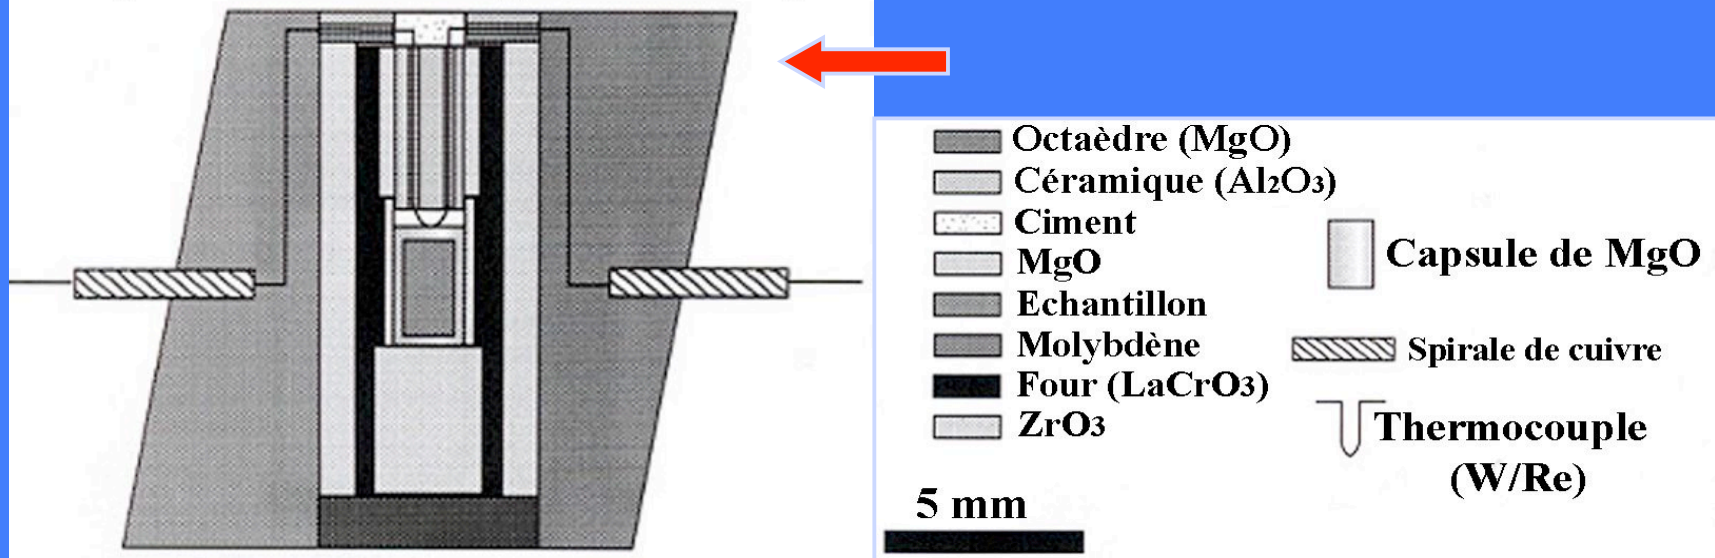 Octaèdre (MgO)
Céramique (Al2O3)
Ciment
MgO
Echantillon
Molybdène
Four (LaCrO3)
ZrO3
5 mm
Capsule de MgO
Spirale de cuivre
Thermocouple
(W/Re)